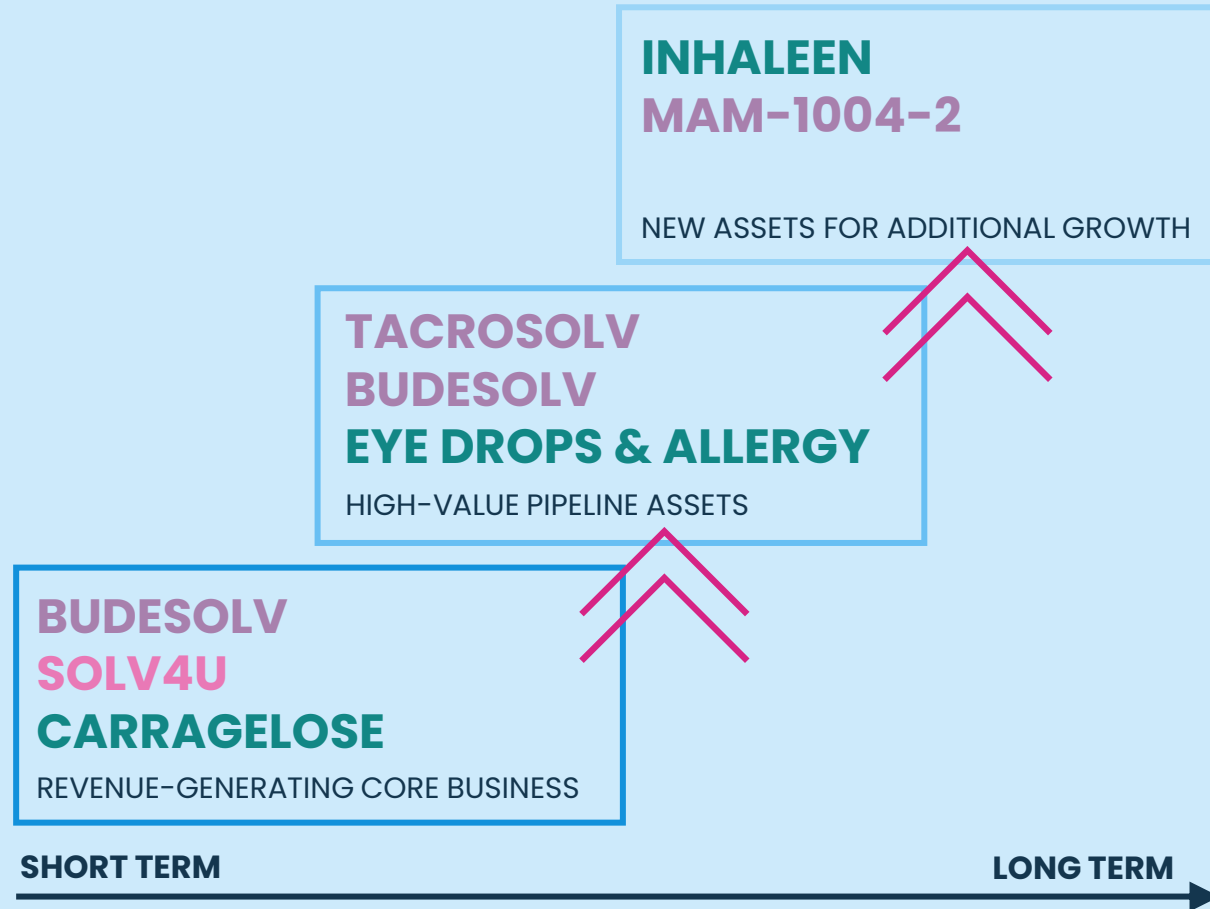 INHALEEN
MAM-1004-2
NEW ASSETS FOR ADDITIONAL GROWTH
TACROSOLV
BUDESOLV
EYE DROPS & ALLERGY
HIGH-VALUE PIPELINE ASSETS
BUDESOLV
SOLV4U
CARRAGELOSE
REVENUE-GENERATING CORE BUSINESS
SHORT TERM
LONG TERM